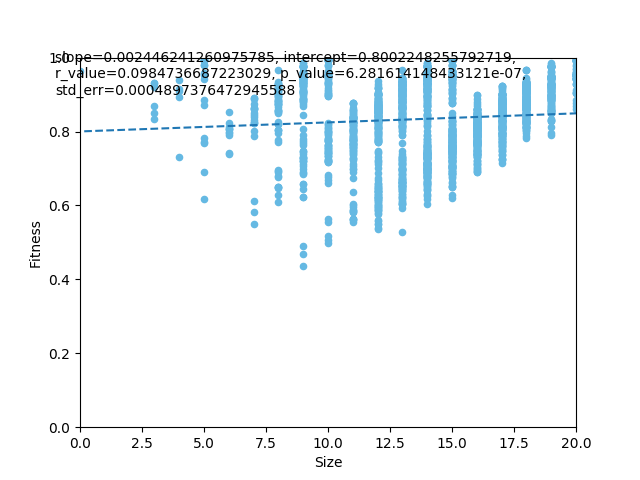 slope=0.002446241260975785, intercept=0.8002248255792719,
r_value=0.0984736687223029, p_value=6.281614148433121e-07,
std_err=0.0004897376472945588
1.0
0.8
0.6
0.4
0.2
0.0
Fitness
0.0 2.5 5.0 7.5 10.0 12.5 15.0 17.5 20.0
Size